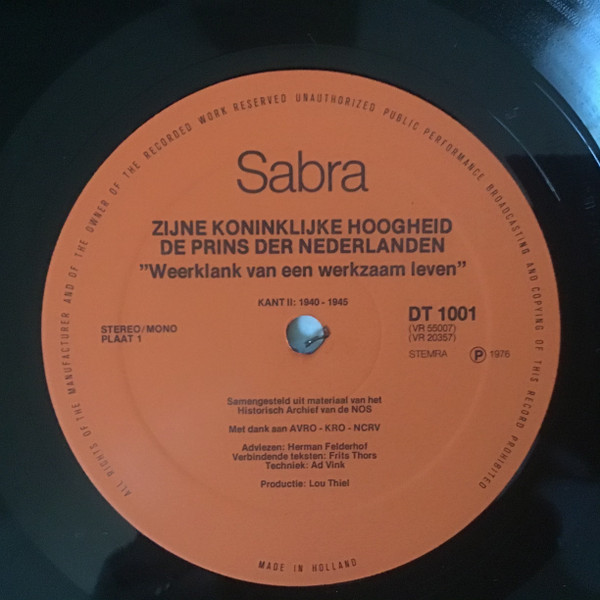 ALL RIGHTS OF THE MANUFACTURER AND OF THE OWNER OF THE RECORDED WORK RESERVED UNAUTHORIZED PUBLIC PERFORMANCE BROADCASTING AND COPYING OF THIS RECORD PROHIBITED
Sabra
ZIJNE KONINKLIJKE HOOGHEID
DE PRINS DER NEDERLANDEN
"Weerklank van een werkzaam leven"
KANT II: 1940 - 1945
STEREO/MONO
PLAAT 1
DT 1001
(VR 55007)
(VR 20357)
STEMRA Ⓟ 1976
Samengesteld uit materiaal van het
Historisch Archief van de NOS
Met dank aan AVRO - KRO - NCRV
Adviezen: Herman Felderhof
Verbindende teksten: Frits Thors
Techniek: Ad Vink
Productie: Lou Thiel
MADE IN HOLLAND